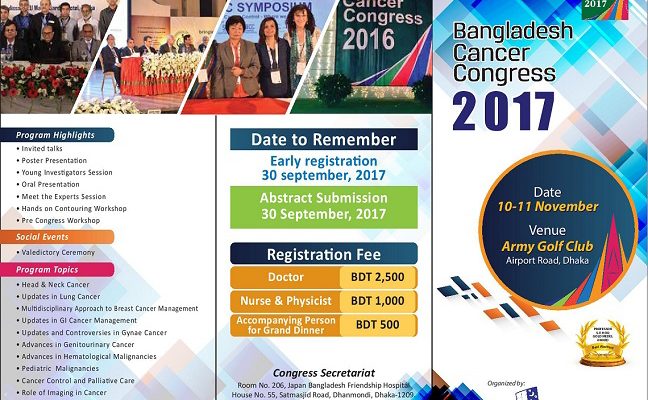 C SYMPOSIUM
Cancer
Congress
2016
Program Highlights
• Invited talks
• Poster Presentation
• Young Investigators Session
• Oral Presentation
• Meet the Experts Session
• Hands on Contouring Workshop
• Pre Congress Workshop
Social Events
• Valedictory Ceremony
Program Topics
• Head & Neck Cancer
• Updates in Lung Cancer
• Multidisciplinary Approach to Breast Cancer Management
• Updates in GI Cancer Management
• Updates and Controversies in Gynae Cancer
• Advances in Genitourinary Cancer
• Advances in Hematological Malignancies
• Pediatric Malignancies
• Cancer Control and Palliative Care
• Role of Imaging in Cancer
Date to Remember
Early registration
30 september, 2017
Abstract Submission
30 September, 2017
Registration Fee
Doctor BDT 2,500
Nurse & Physicist BDT 1,000
Accompanying Person
for Grand Dinner BDT 500
Congress Secretariat
Room No. 206, Japan Bangladesh Friendship Hospital,
House No. 55, Satmasjid Road, Dhanmondi, Dhaka-1209.
2017
Bangladesh
Cancer
Congress
2017
Date
10-11 November
Venue
Army Golf Club
Airport Road, Dhaka
PROFESSOR
GOLD MEDAL
AWARD
Organized by: